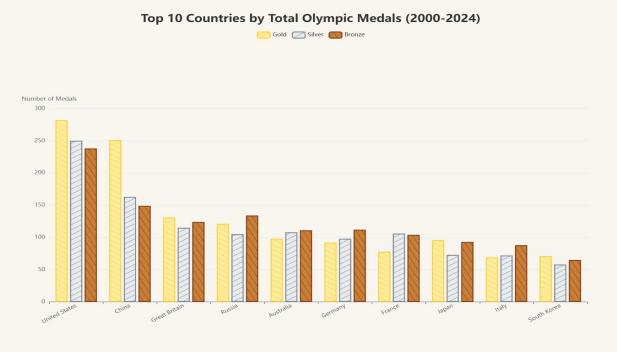 Top 10 Countries by Total Olympic Medals (2000-2024)
Gold Silver Bronze
Number of Medals
300
250
200
150
100
50
0
United States China Great Britain Russia Australia Germany France Japan Italy South Korea